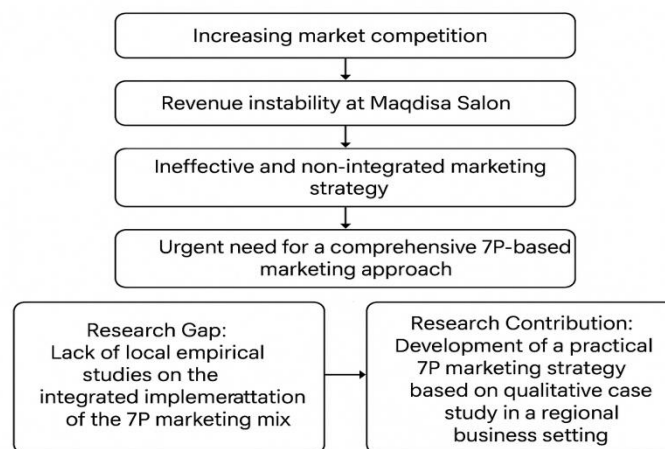 Increasing market competition
Revenue instability at Maqdisa Salon
Ineffective and non-integrated marketing
strategy
Urgent need for a comprehensive 7P-based
marketing approach
Research Gap:
Lack of local empirical
studies on the
integrated implemerattation
of the 7P marketing mix
Research Contribution:
Development of a practical
7P marketing strategy
based on qualitative case
study in a regional
business setting